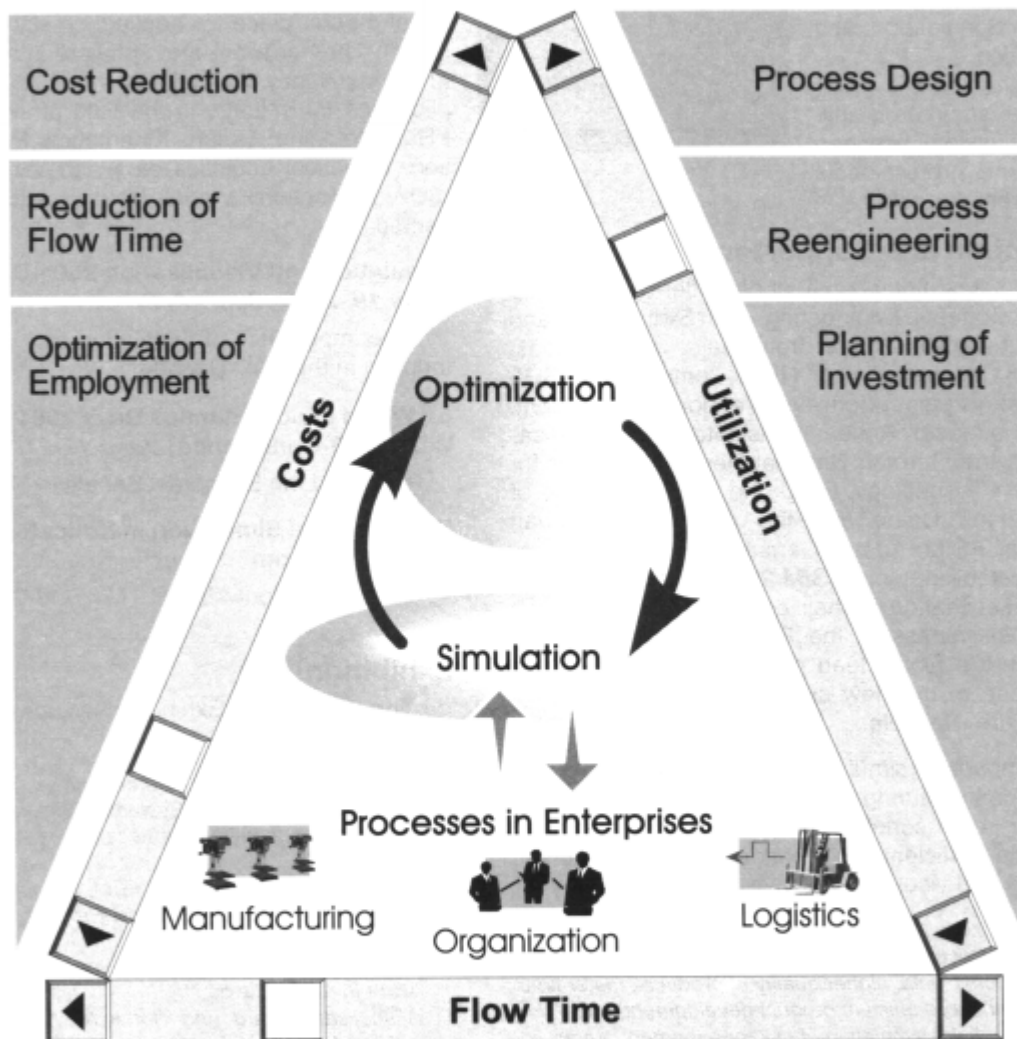 Cost Reduction
Process Design
Reduction of
Flow Time
Process
Reengineering
Optimization of
Employment
Planning of
Investment
Costs
Utilization
Optimization
Simulation
Processes in Enterprises
Manufacturing
Organization
Logistics
Flow Time